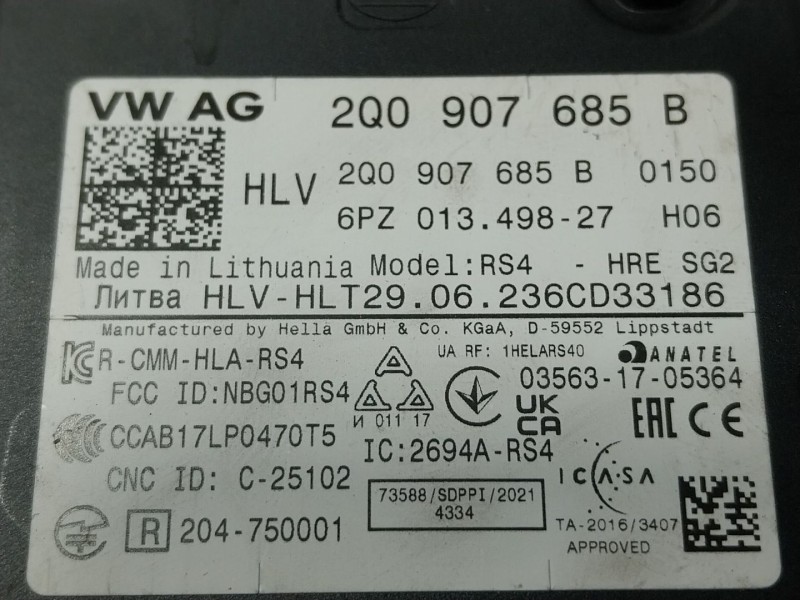 VW AG 2Q0 907 685 B
HLV 2Q0 907 685 B 0150
6PZ 013.498-27 H06
Made in Lithuania Model:RS4 - HRE SG2
Литва HLV-HLT29.06.236CD33186
Manufactured by Hella GmbH & Co. KGaA, D-59552 Lippstadt
R-CMM-HLA-RS4
UA RF: 1HELARS40
ANATEL
FCC ID:NBG01RS4
03563-17-05364
И 011 17
UK
CA
EAC CE
CCAB17LP0470T5
IC:2694A-RS4
CNC ID: C-25102
ICASA
73588/SDPPI/2021
4334
R 204-750001
TA-2016/3407
APPROVED